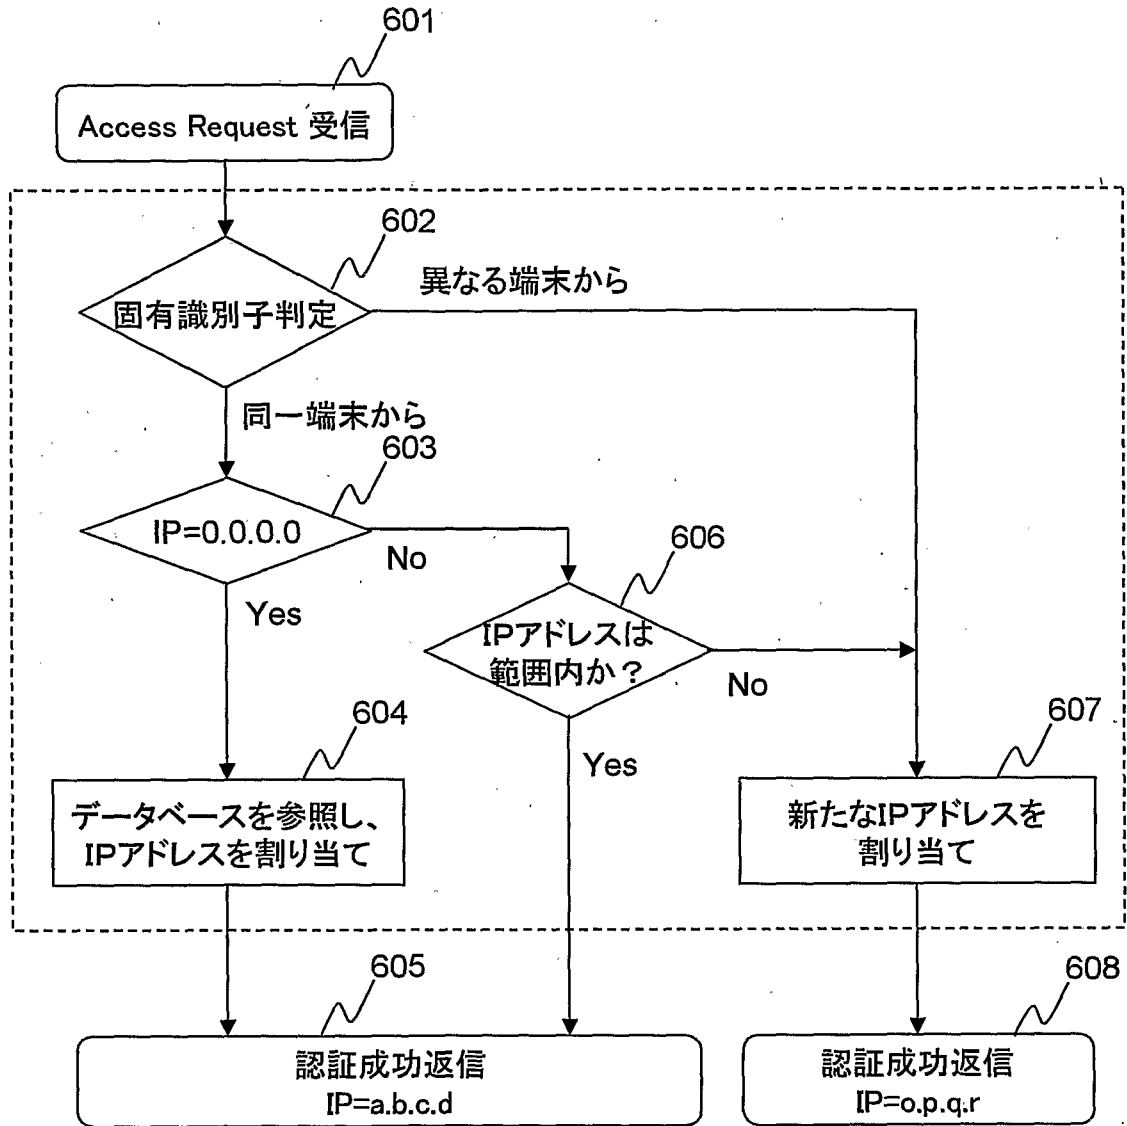 601
Access Request 受信
602
固有識別子判定
異なる端末から
同一端末から
603
IP=0.0.0.0
No
Yes
606
IPアドレスは
範囲内か?
No
Yes
604
データベースを参照し、
IPアドレスを割り当て
607
新たなIPアドレスを
割り当て
605
認証成功返信
IP=a.b.c.d
608
認証成功返信
IP=o.p.q.r